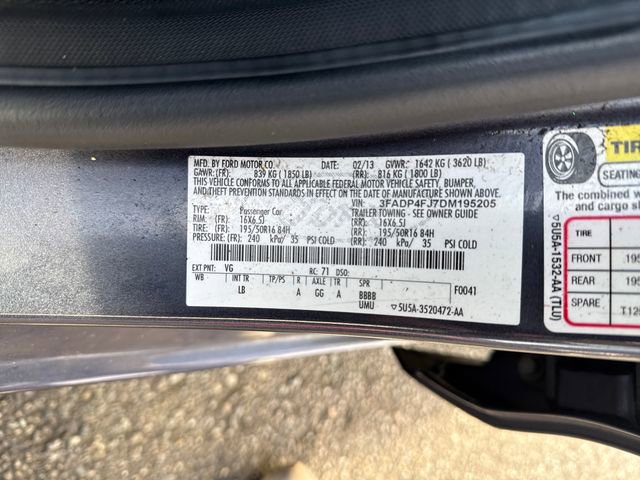 MFD. BY FORD MOTOR CO. DATE: 02/13 GVWR: 1642 KG ( 3620 LB)
GAWR: (FR): 839 KG ( 1850 LB) (RR): 816 KG ( 1800 LB)
THIS VEHICLE CONFORMS TO ALL APPLICABLE FEDERAL MOTOR VEHICLE SAFETY, BUMPER,
AND THEFT PREVENTION STANDARDS IN EFFECT ON THE DATE OF MANUFACTURE SHOWN ABOVE.
VIN: 3FADP4FJ7DM195205
TYPE: Passenger Car TRAILER TOWING - SEE OWNER GUIDE
RIM: (FR) 16X6.5J (RR): 16X6.5J
TIRE: (FR): 195/50R16 84H (RR): 195/50R16 84H
PRESSURE: (FR): 240 kPa/ 35 PSI COLD (RR): 240 kPa/ 35 PSI COLD
EXT PNT: VG RC: 71 DSO:
WB INT TR TP/PS R AXLE TR SPR F0041
LB A GG A BBBB
UMU ▽5U5A-3520472-AA
TIR
SEATING
The combined w
and cargo sh
TIRE
FRONT 195
REAR 195
SPARE T125
▽5U5A-1532-AA (TLU)